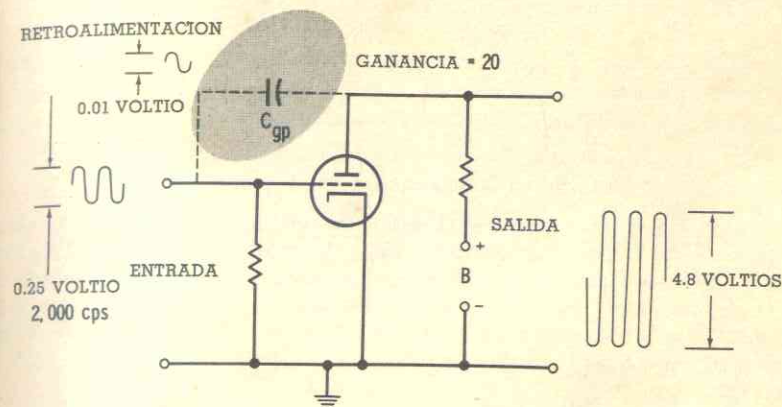 RETROALIMENTACION
0.01 VOLTIO
GANANCIA = 20
C gp
0.25 VOLTIO
2,000 cps
ENTRADA
SALIDA
+
B
−
4.8 VOLTIOS